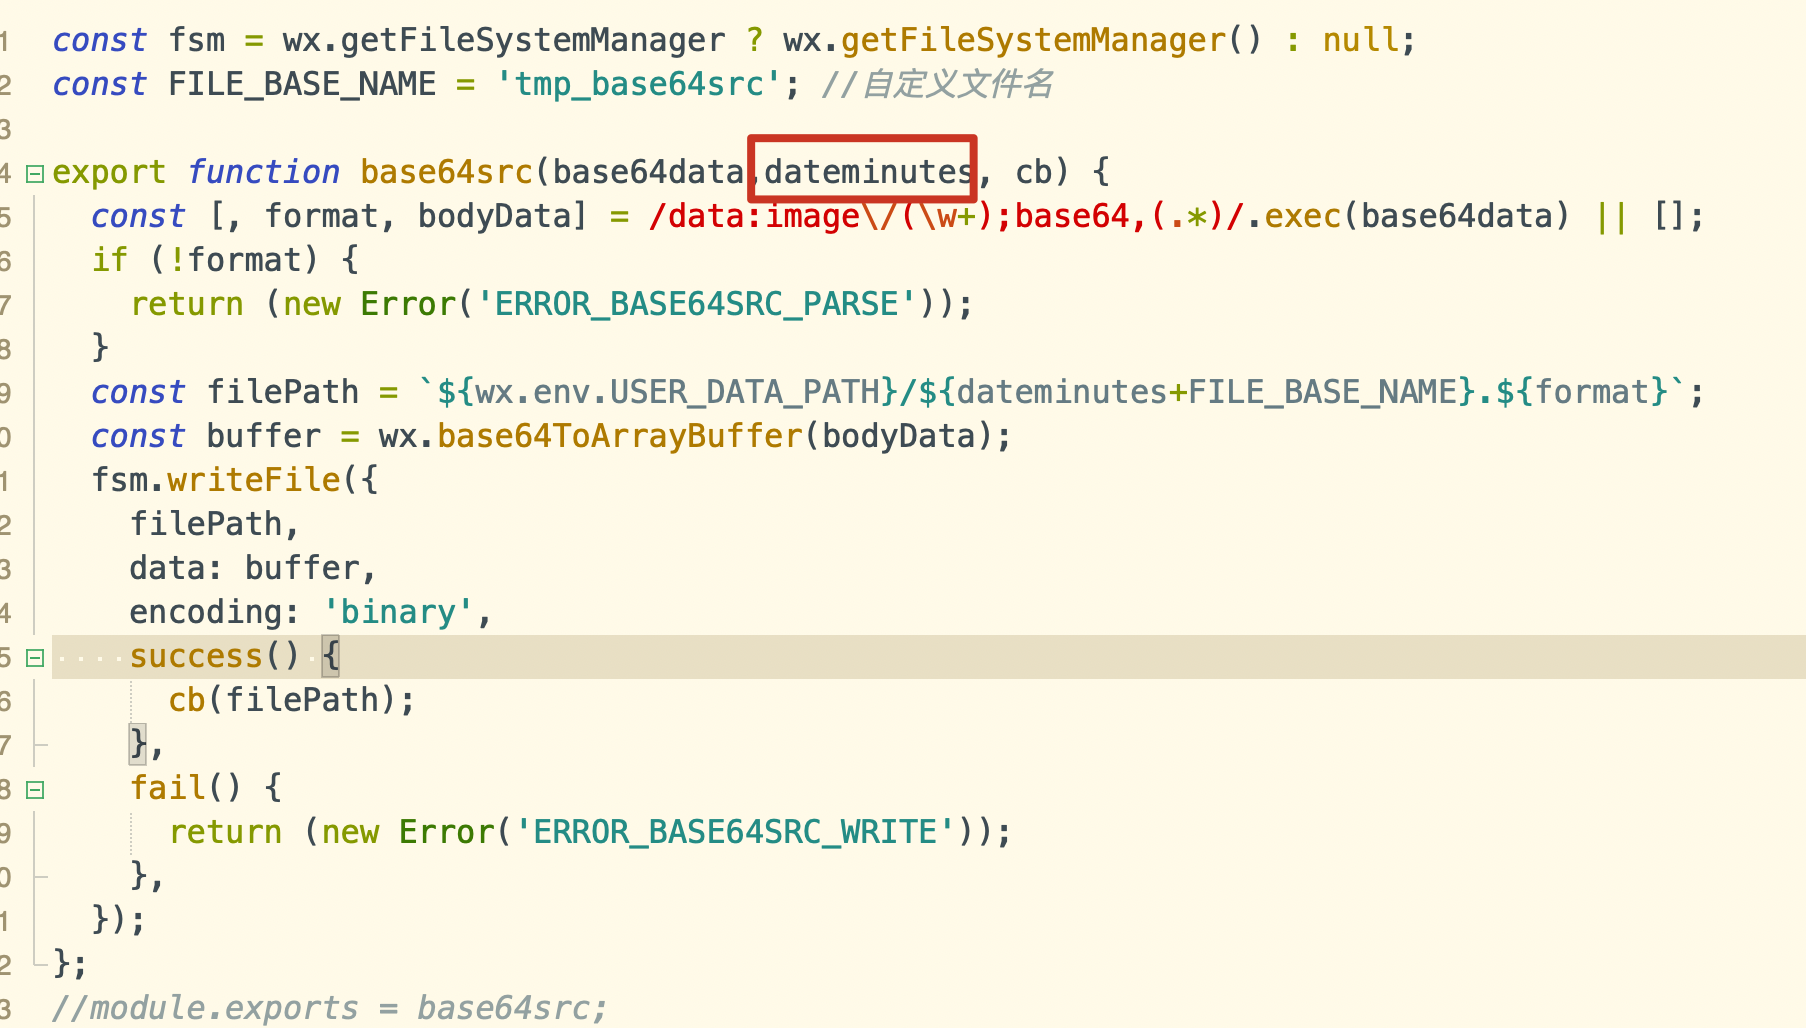 1 const fsm = wx.getFileSystemManager ? wx.getFileSystemManager() : null;
2 const FILE_BASE_NAME = 'tmp_base64src'; //自定义文件名
3
4 export function base64src(base64data,dateminutes, cb) {
5 const [, format, bodyData] = /data:image\/(\w+);base64,(.*)/.exec(base64data) || [];
6 if (!format) {
7 return (new Error('ERROR_BASE64SRC_PARSE'));
8 }
9 const filePath = `${wx.env.USER_DATA_PATH}/${dateminutes+FILE_BASE_NAME}.${format}`;
0 const buffer = wx.base64ToArrayBuffer(bodyData);
1 fsm.writeFile({
2 filePath,
3 data: buffer,
4 encoding: 'binary',
5 success() {
6 cb(filePath);
7 },
8 fail() {
9 return (new Error('ERROR_BASE64SRC_WRITE'));
0 },
1 });
2 };
3 //module.exports = base64src;